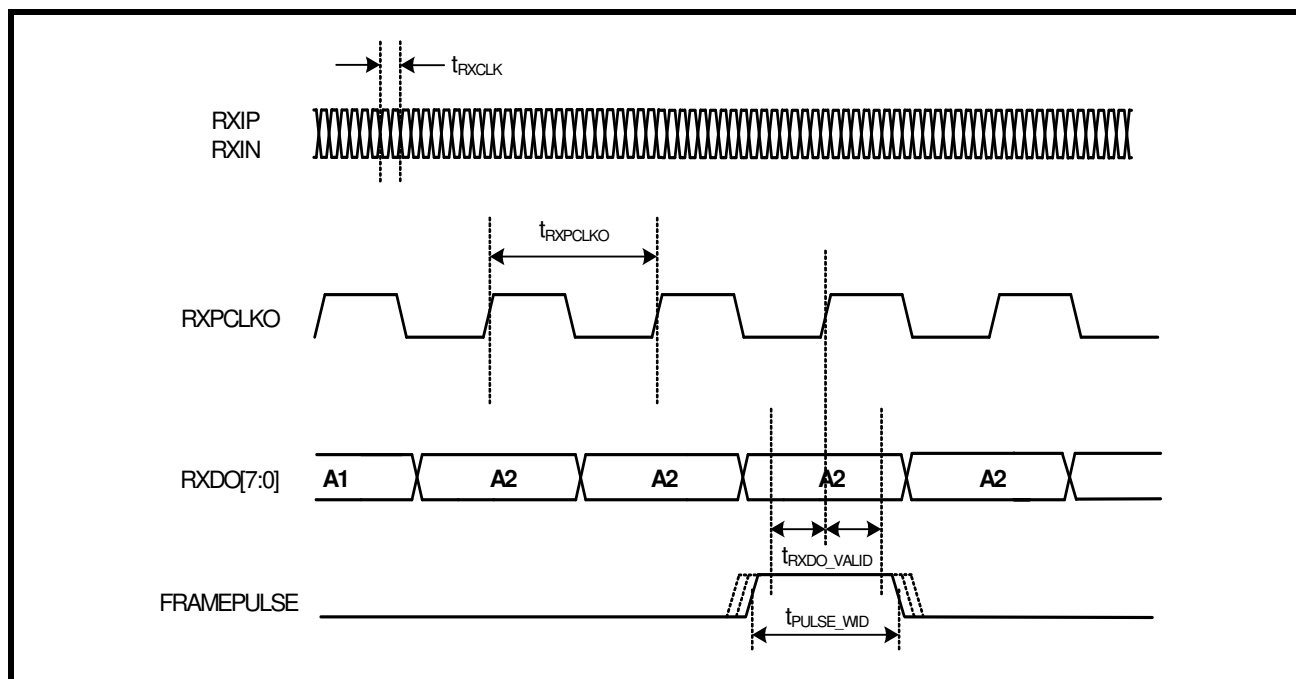 tRXCLK
RXIP
RXIN
tRXPCLKO
RXPCLKO
RXDO[7:0] A1 A2 A2 A2 A2
tRXDO_VALID
FRAMEPULSE
tPULSE_WID